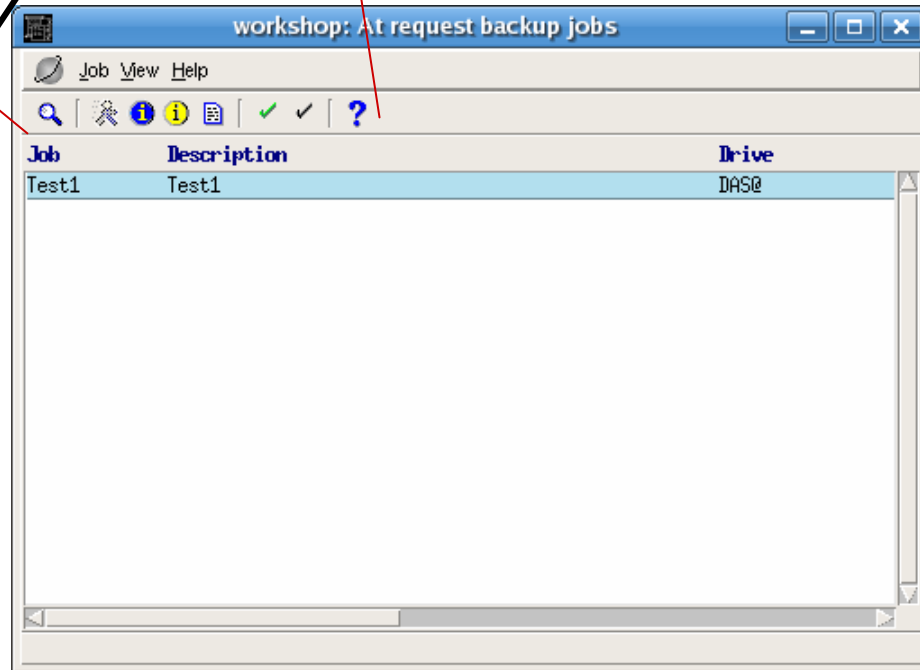 workshop: At request backup jobs
Job View Help
Job Description Drive
Test1 Test1 DAS@